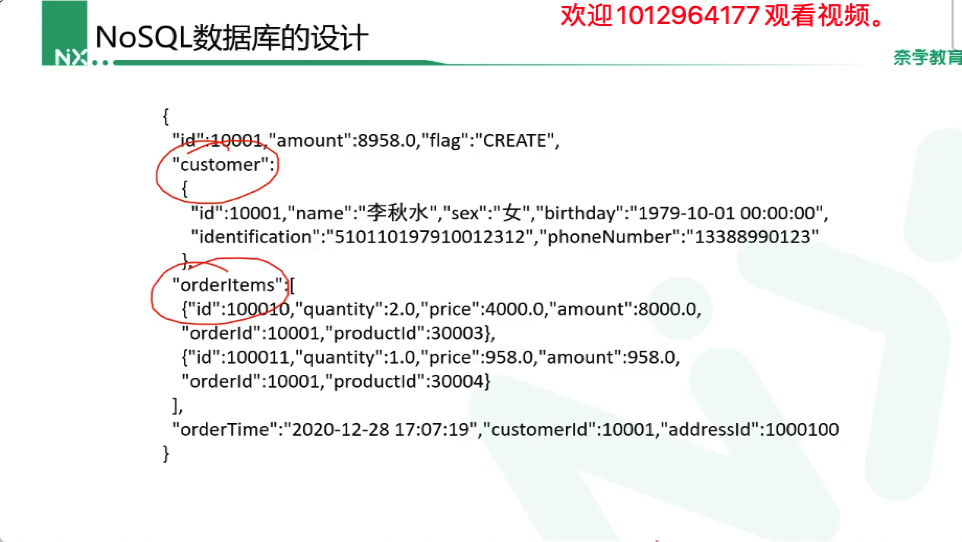 欢迎1012964177观看视频。
NoSQL数据库的设计
NX
奈学教育
{
"id":10001,"amount":8958.0,"flag":"CREATE",
"customer":
{
"id":10001,"name":"李秋水","sex":"女","birthday":"1979-10-01 00:00:00",
"identification":"510110197910012312","phoneNumber":"13388990123"
},
"orderItems":[
{"id":100010,"quantity":2.0,"price":4000.0,"amount":8000.0,
"orderId":10001,"productId":30003},
{"id":100011,"quantity":1.0,"price":958.0,"amount":958.0,
"orderId":10001,"productId":30004}
],
"orderTime":"2020-12-28 17:07:19","customerId":10001,"addressId":1000100
}